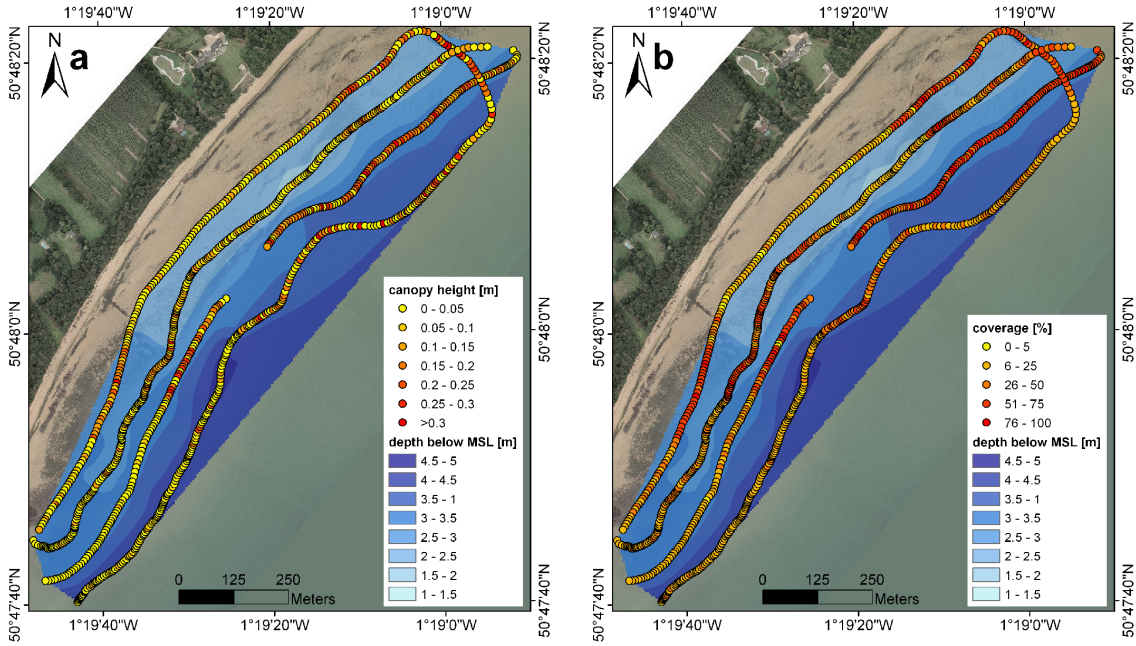 1°19'40"W 1°19'20"W 1°19'0"W
N
a
50°48'20"N
50°48'20"N
50°48'0"N
50°48'0"N
50°47'40"N
50°47'40"N
canopy height [m]
0 - 0.05
0.05 - 0.1
0.1 - 0.15
0.15 - 0.2
0.2 - 0.25
0.25 - 0.3
>0.3
depth below MSL [m]
4.5 - 5
4 - 4.5
3.5 - 1
3 - 3.5
2.5 - 3
2 - 2.5
1.5 - 2
1 - 1.5
0 125 250
Meters
1°19'40"W 1°19'20"W 1°19'0"W
1°19'40"W 1°19'20"W 1°19'0"W
N
b
50°48'20"N
50°48'20"N
50°48'0"N
50°48'0"N
50°47'40"N
50°47'40"N
coverage [%]
0 - 5
6 - 25
26 - 50
51 - 75
76 - 100
depth below MSL [m]
4.5 - 5
4 - 4.5
3.5 - 1
3 - 3.5
2.5 - 3
2 - 2.5
1.5 - 2
1 - 1.5
0 125 250
Meters
1°19'40"W 1°19'20"W 1°19'0"W